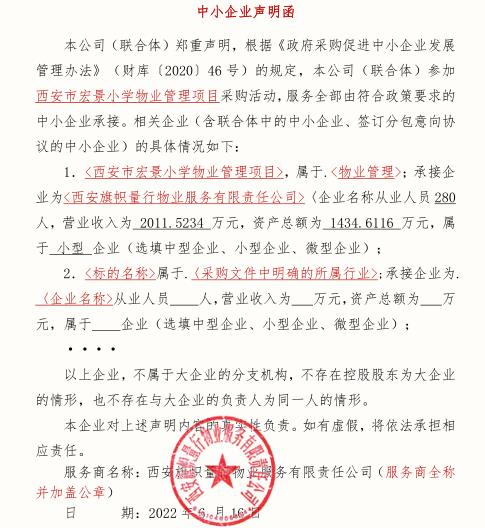 中小企业声明函
本公司（联合体）郑重声明，根据《政府采购促进中小企业发展
管理办法》（财库〔2020〕46 号）的规定，本公司（联合体）参加
西安市宏景小学物业管理项目采购活动，服务全部由符合政策要求的
中小企业承接。相关企业（含联合体中的中小企业、签订分包意向协
议的中小企业）的具体情况如下：
1．<西安市宏景小学物业管理项目>，属于.<物业管理>；承接企
业为<西安旗帜量行物业服务有限责任公司>（企业名称从业人员 280
人，营业收入为 2011.5234 万元，资产总额为 1434.6116 万元，属
于 小型 企业（选填中型企业、小型企业、微型企业）；
2．<标的名称>属于.<采购文件中明确的所属行业>;承接企业为.
<企业名称>从业人员____人，营业收入为___万元，资产总额为___万
元，属于____企业（选填中型企业、小型企业、微型企业）；
••••
以上企业，不属于大企业的分支机构，不存在控股股东为大企业
的情形，也不存在与大企业的负责人为同一人的情形。
本企业对上述声明内容的真实性负责。如有虚假，将依法承担相
应责任。
服务商名称：西安旗帜量行物业服务有限责任公司（服务商全称
并加盖公章）
日 期：2022 年 6 月 16 日
西安旗帜量行物业服务有限责任公司